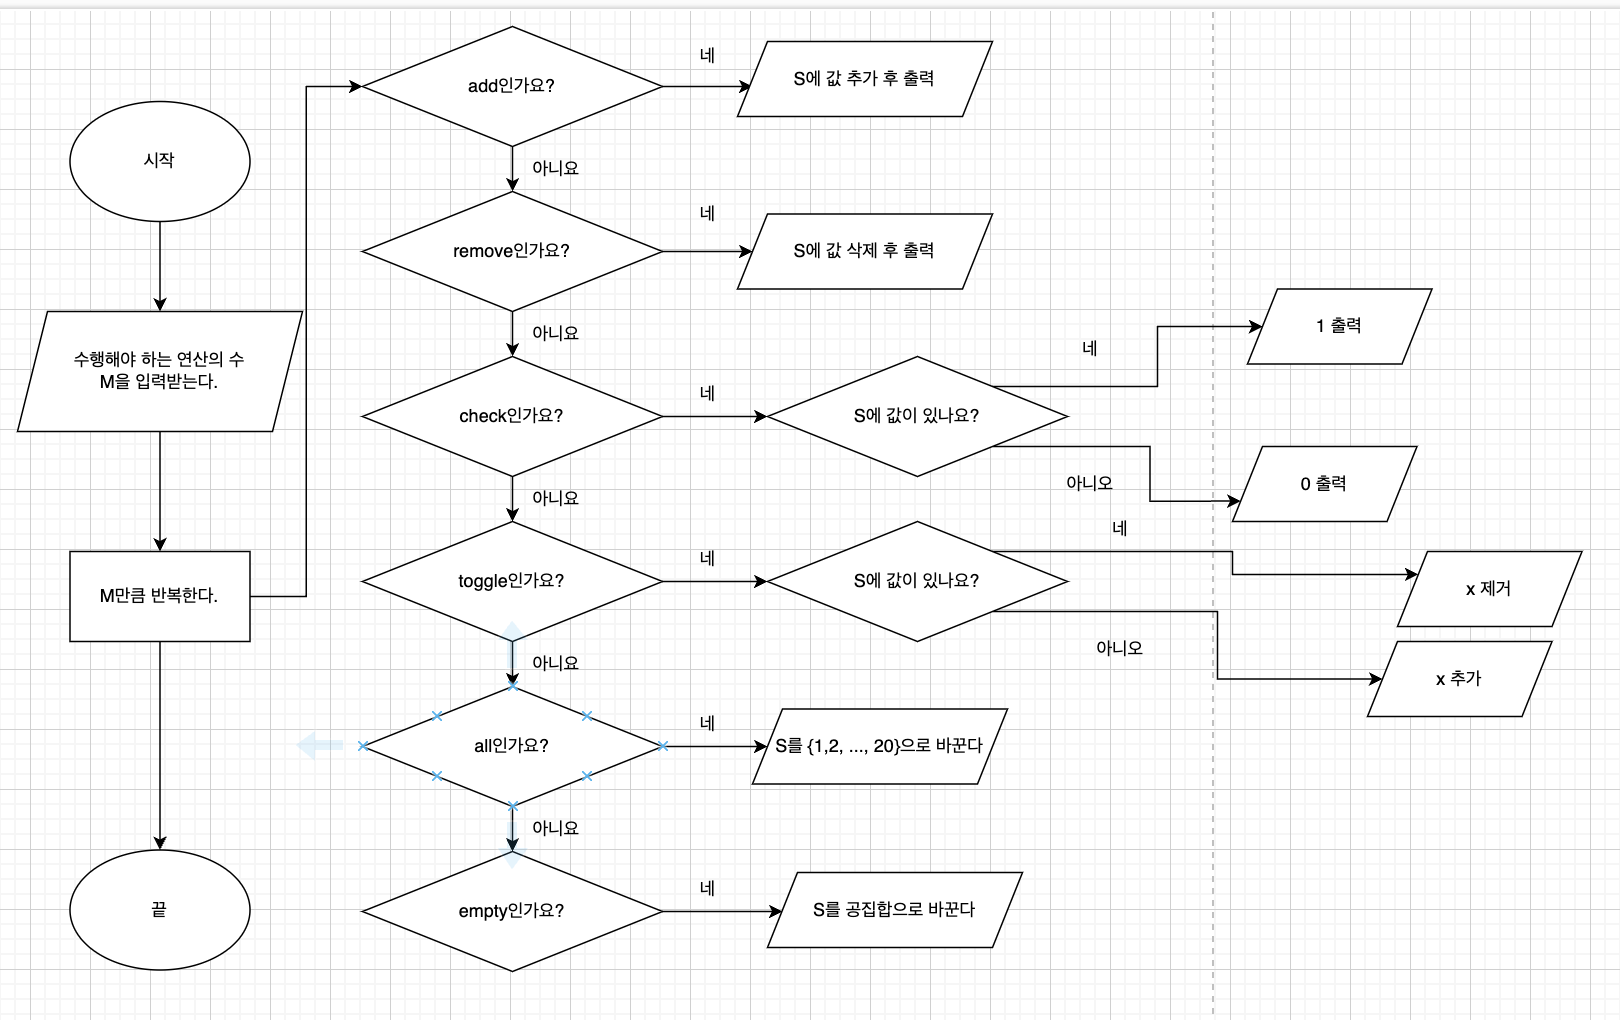 시작
수행해야 하는 연산의 수
M을 입력받는다.
M만큼 반복한다.
끝
add인가요?
네
S에 값 추가 후 출력
아니요
remove인가요?
네
S에 값 삭제 후 출력
아니요
check인가요?
네
S에 값이 있나요?
네
1 출력
아니오
0 출력
아니요
toggle인가요?
네
S에 값이 있나요?
네
x 제거
아니오
x 추가
아니요
all인가요?
네
S를 {1,2, ..., 20}으로 바꾼다
아니요
empty인가요?
네
S를 공집합으로 바꾼다